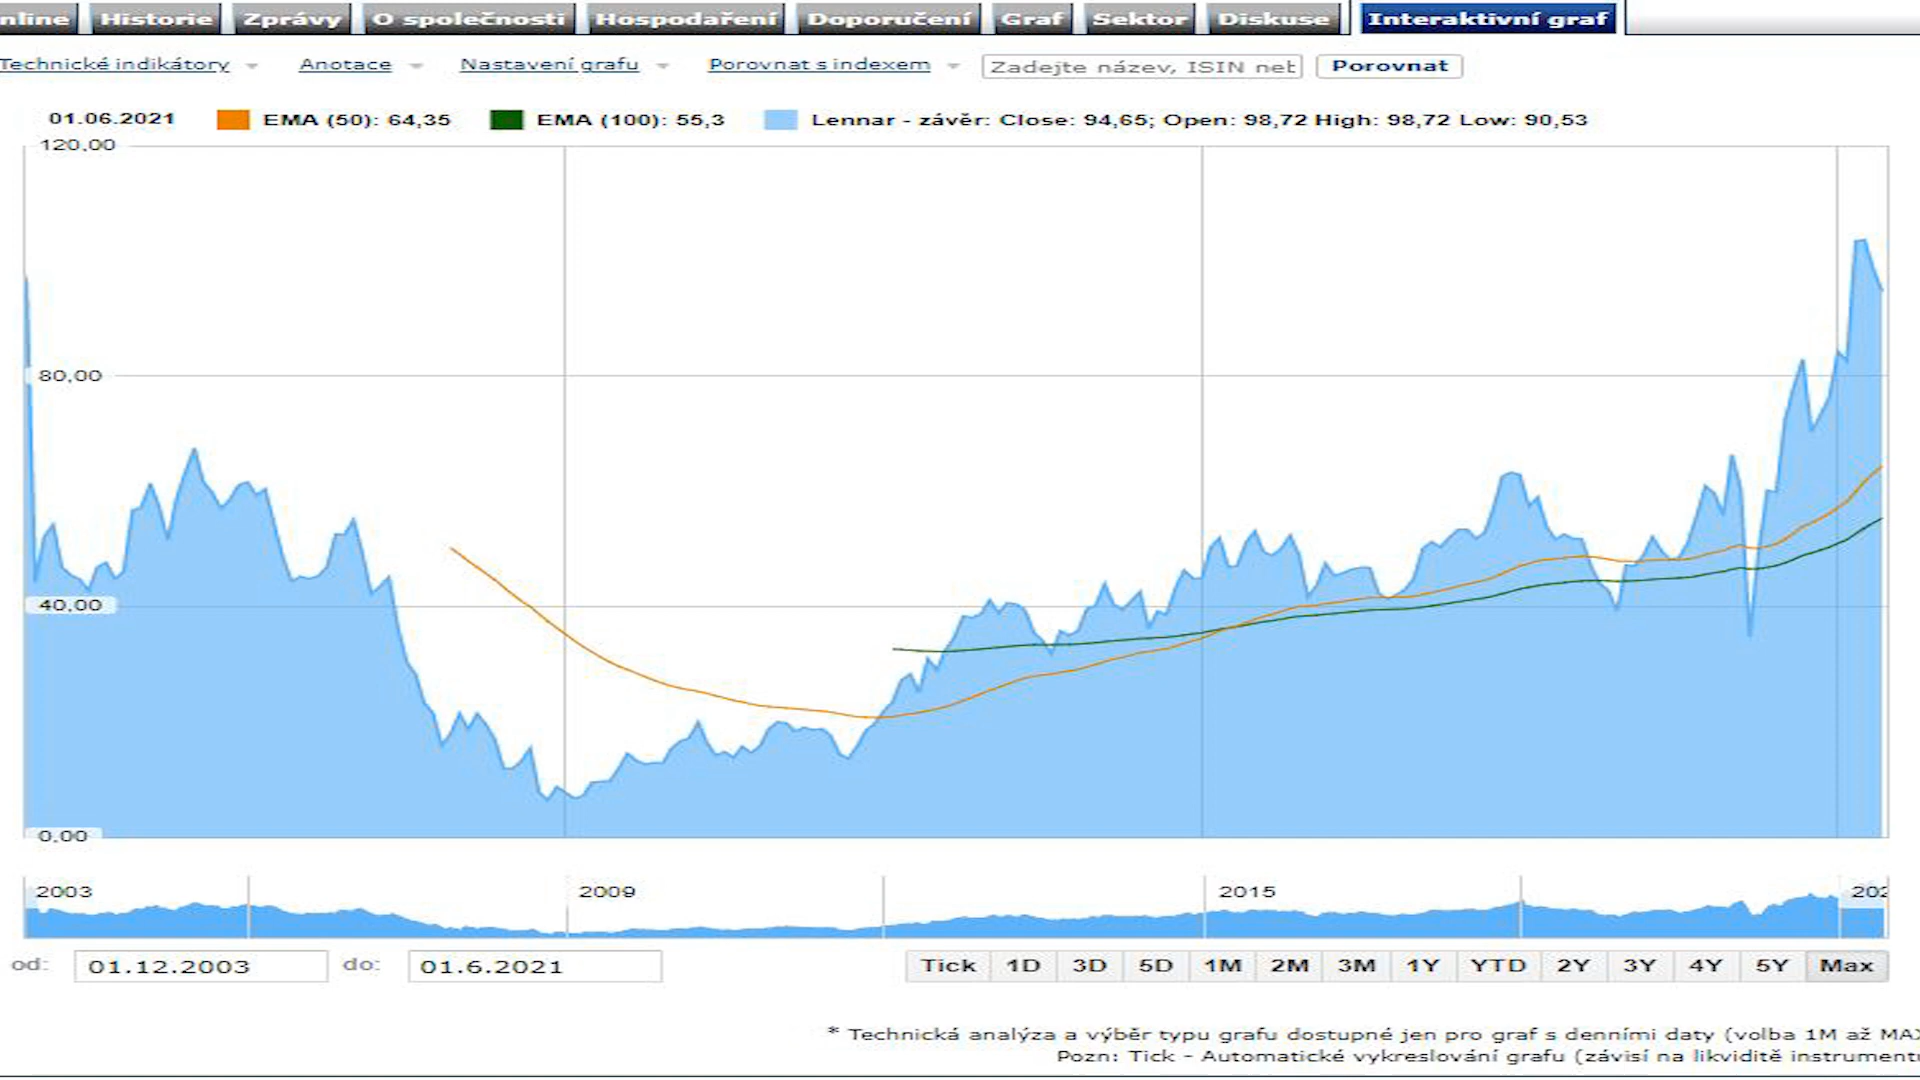 nline Historie Zprávy O společnosti Hospodaření Doporučení Graf Sektor Diskuse Interaktivní graf
Technické indikátory Anotace Nastavení grafu Porovnat s indexem Zadejte název, ISIN net Porovnat
01.06.2021 EMA (50): 64,35 EMA (100): 55,3 Lennar - závěr: Close: 94,65; Open: 98,72 High: 98,72 Low: 90,53
120,00
80,00
40,00
0,00
2003 2009 2015 202
od: 01.12.2003 do: 01.6.2021 Tick 1D 3D 5D 1M 2M 3M 1Y YTD 2Y 3Y 4Y 5Y Max
* Technická analýza a výběr typu grafu dostupné jen pro graf s denními daty (volba 1M až MAX
Pozn: Tick - Automatické vykreslování grafu (závisí na likviditě instrumentu